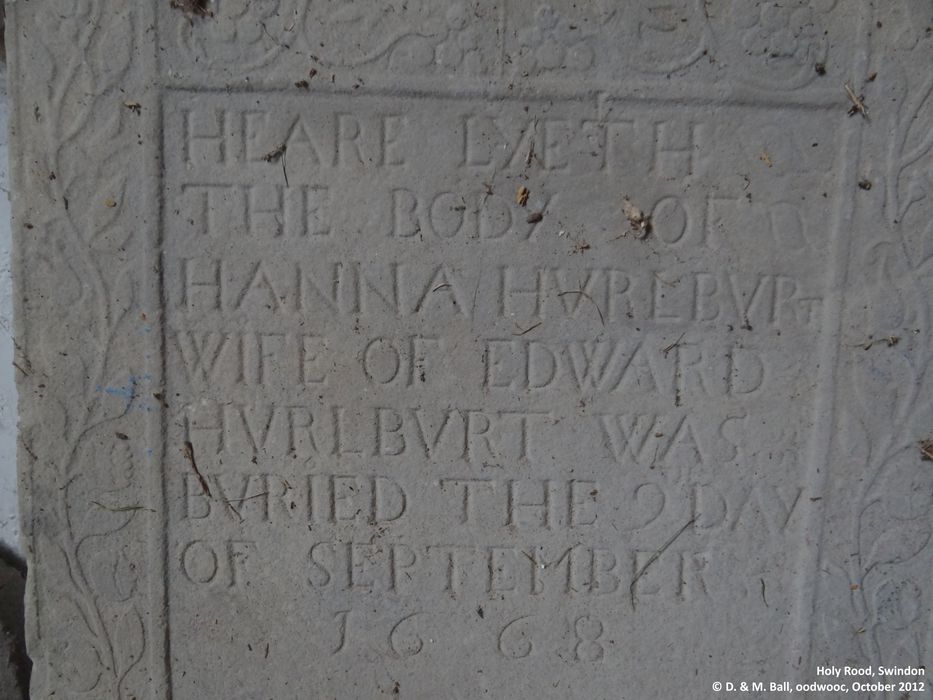 HEARE LYETH
THE BODY OF
HANNA HVRLBVRT
WIFE OF EDWARD
HVRLBVRT WAS
BVRIED THE 9 DAY
OF SEPTEMBER
1668
Holy Rood, Swindon
© D. & M. Ball, oodwooc, October 2012